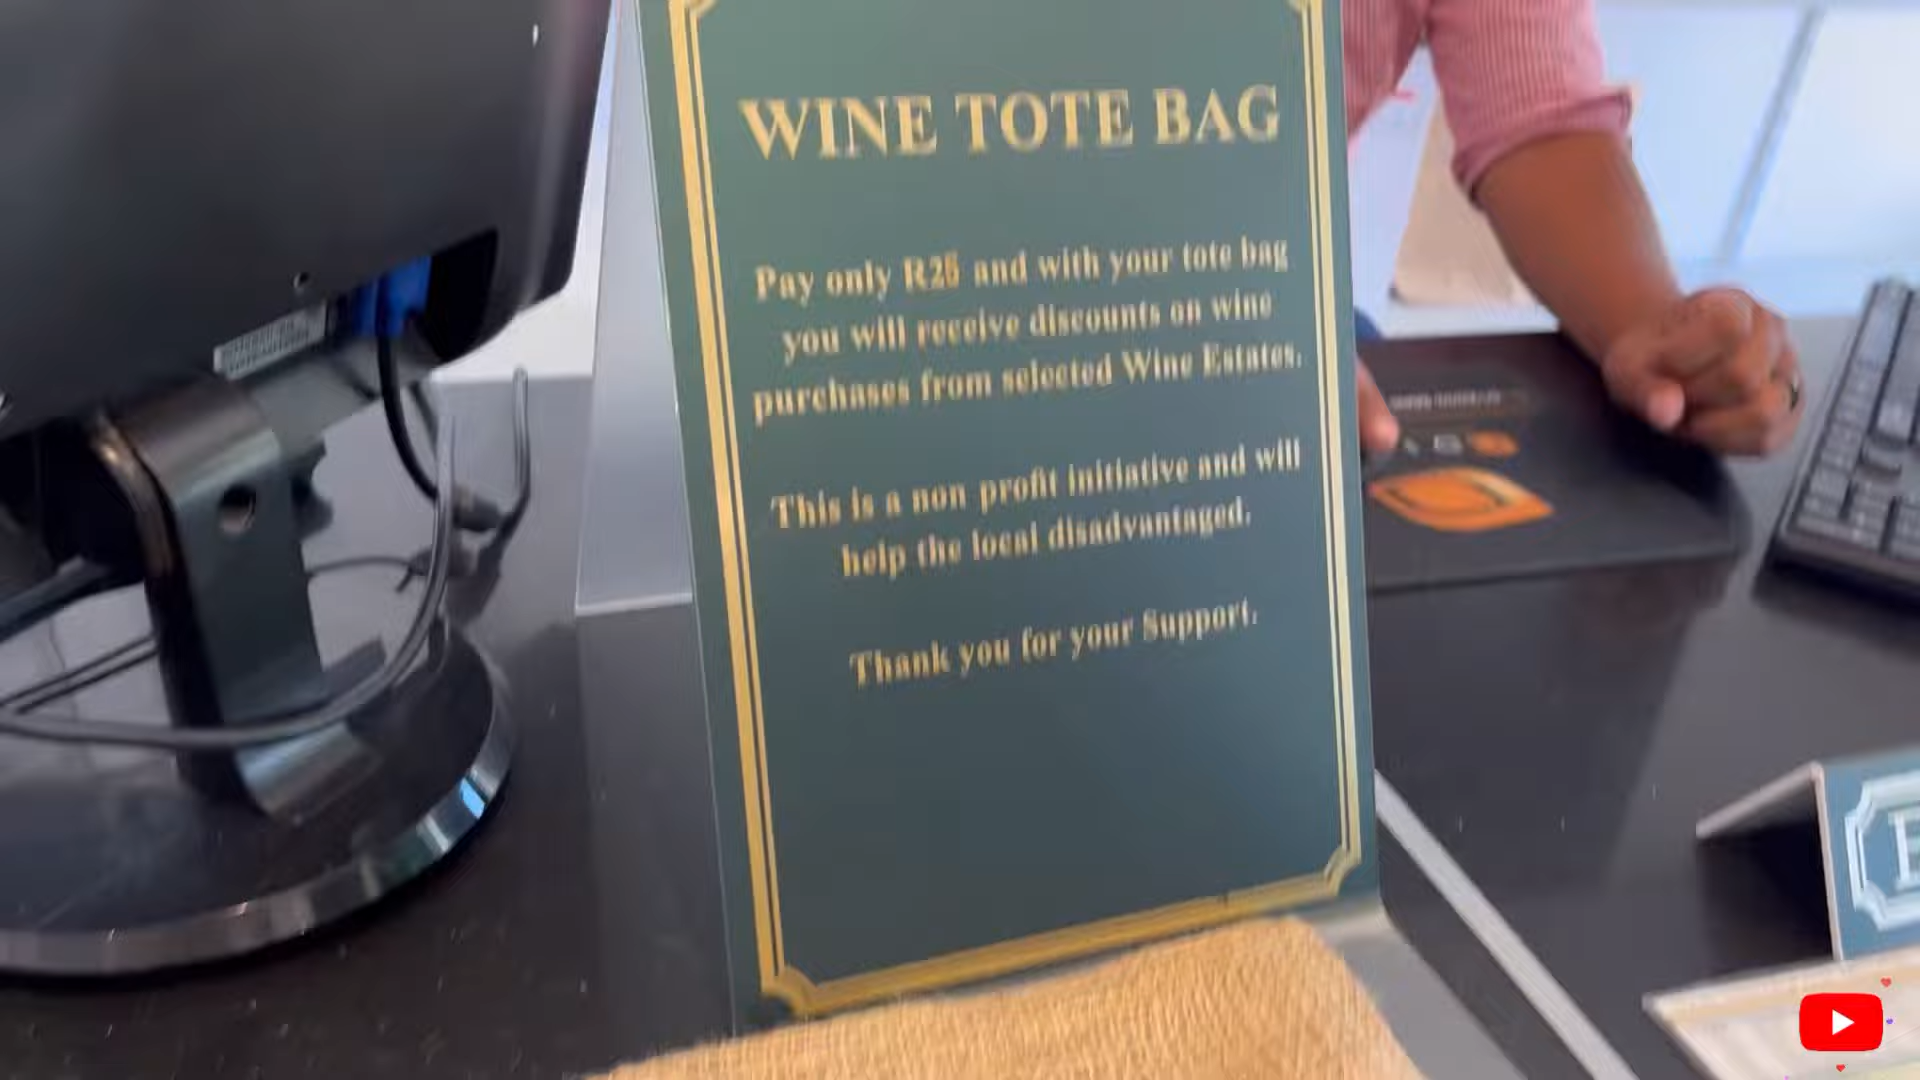 WINE TOTE BAG
Pay only R25 and with your tote bag
you will receive discounts on wine
purchases from selected Wine Estates.
This is a non profit initiative and will
help the local disadvantaged.
Thank you for your Support.